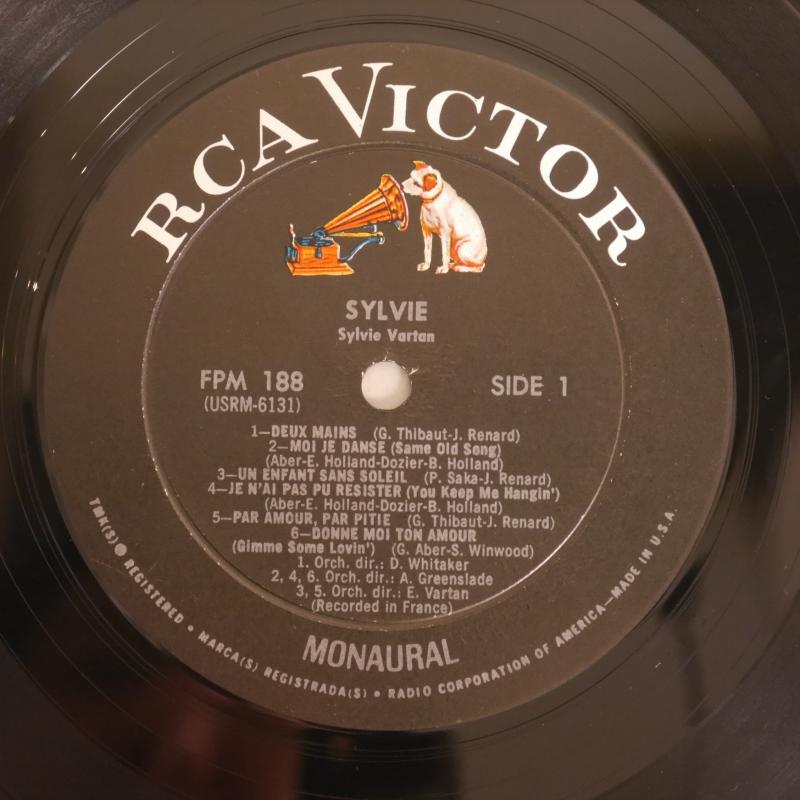 RCA VICTOR
SYLVIE
Sylvie Vartan
FPM 188
SIDE 1
(USRM-6131)
1—DEUX MAINS (G. Thibaut-J. Renard)
2—MOI JE DANSE (Same Old Song)
(Aber-E. Holland-Dozier-B. Holland)
3—UN ENFANT SANS SOLEIL (P. Saka-J. Renard)
4—JE N'AI PAS PU RESISTER (You Keep Me Hangin')
(Aber-E. Holland-Dozier-B. Holland)
5—PAR AMOUR, PAR PITIE (G. Thibaut-J. Renard)
6—DONNE MOI TON AMOUR
(Gimme Some Lovin') (G. Aber-S. Winwood)
1. Orch. dir.: D. Whitaker
2, 4, 6. Orch. dir.: A. Greenslade
3, 5. Orch. dir.: E. Vartan
(Recorded in France)
MONAURAL
TMK(S) ® REGISTERED • MARCA(S) REGISTRADA(S) • RADIO CORPORATION OF AMERICA—MADE IN U.S.A.